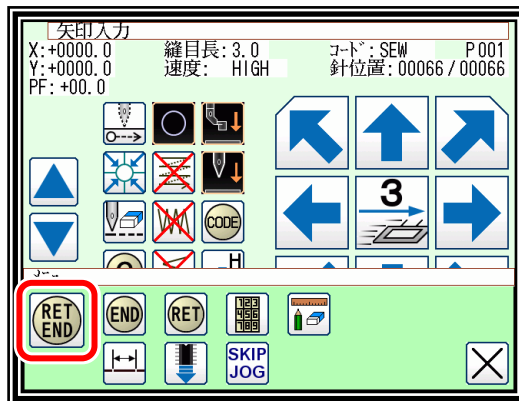 矢印入力
X:+0000.0 縫目長:3.0 コード:SEW P001
Y:+0000.0 速度: HIGH 針位置:00066/00066
PF:+00.0
3
CODE
H
RET END
END
RET
123
456
789
SKIP
JOG